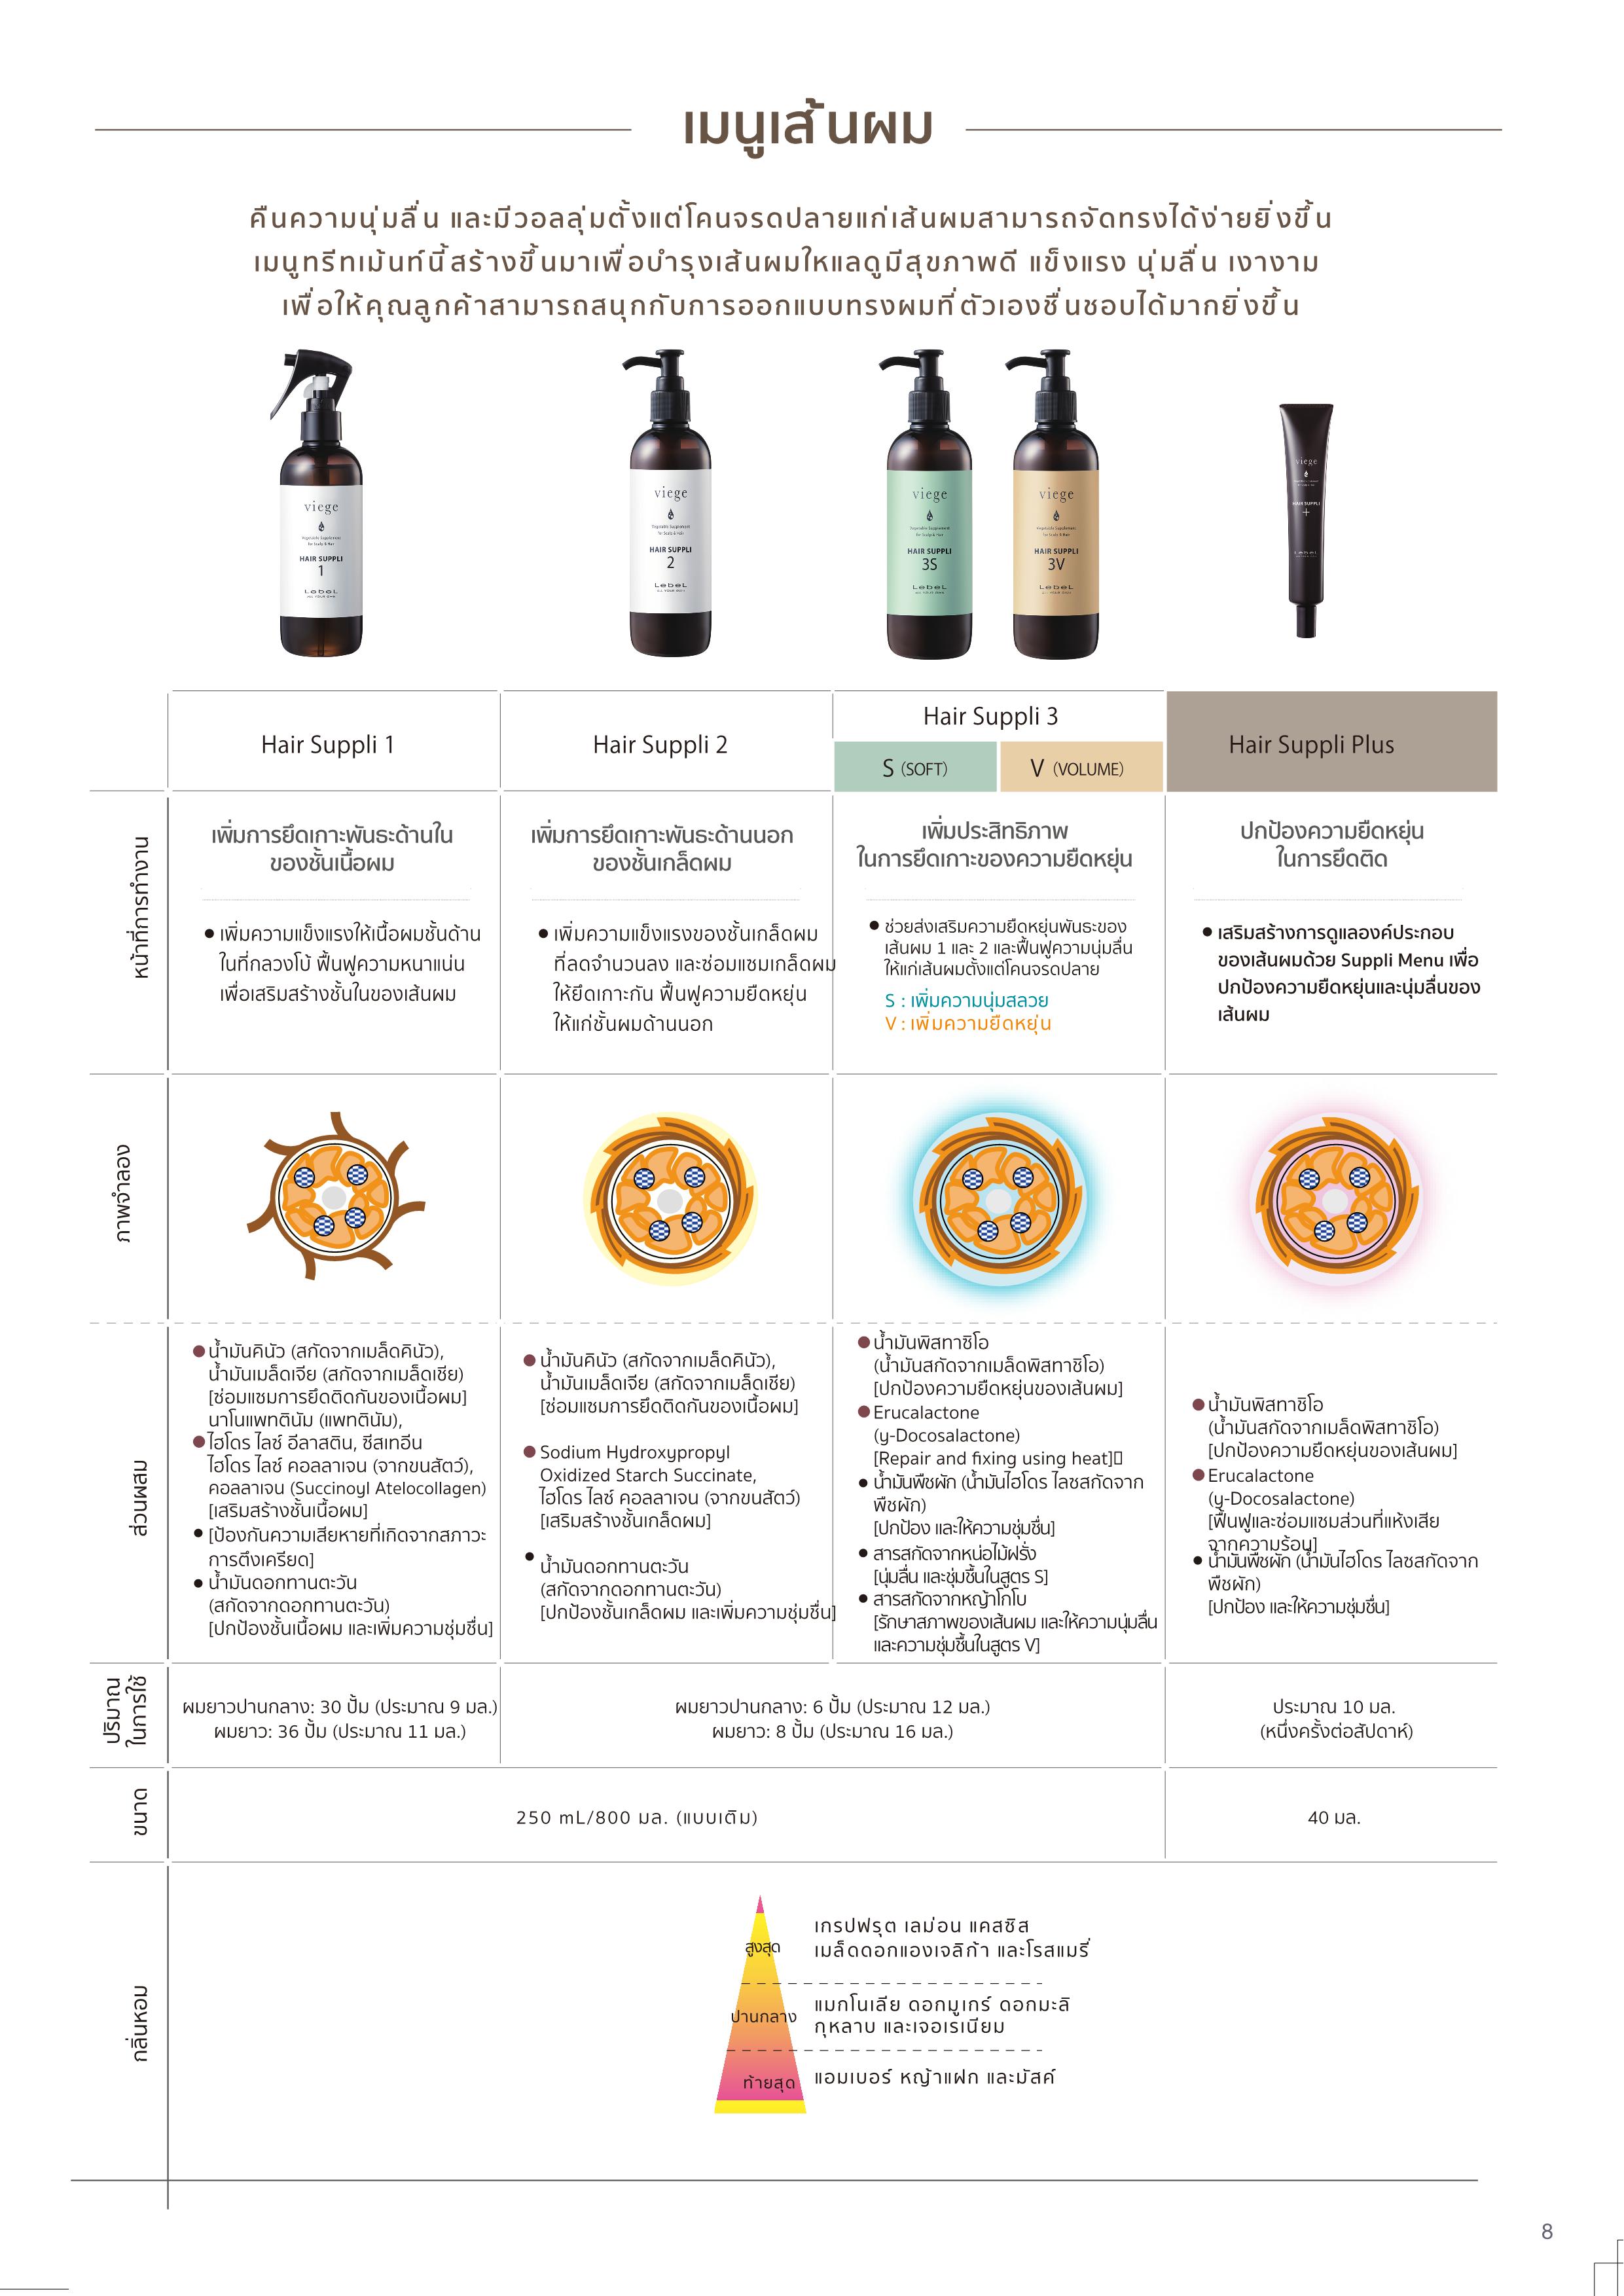 เมนูเส้นผม
คืนความนุ่มลื่น และมีวอลลุ่มตั้งแต่โคนจรดปลายแก่เส้นผมสามารถจัดทรงได้ง่ายยิ่งขึ้น
เมนูทรีทเม้นท์นี้สร้างขึ้นมาเพื่อบำรุงเส้นผมใหแลดูมีสุขภาพดี แข็งแรง นุ่มลื่น เงางาม
เพื่อให้คุณลูกค้าสามารถสนุกกับการออกแบบทรงผมที่ตัวเองชื่นชอบได้มากยิ่งขึ้น
viege
Vegetable Supplement
for Scalp & Hair
HAIR SUPPLI
1
LebeL
viege
Vegetable Supplement
for Scalp & Hair
HAIR SUPPLI
2
LebeL
viege
Vegetable Supplement
for Scalp & Hair
HAIR SUPPLI
3S
LebeL
viege
Vegetable Supplement
for Scalp & Hair
HAIR SUPPLI
3V
LebeL
viege
HAIR SUPPLI
+
LebeL
Hair Suppli 1
Hair Suppli 2
Hair Suppli 3
S (SOFT)
V (VOLUME)
Hair Suppli Plus
หน้าที่การทำงาน
เพิ่มการยึดเกาะพันธะด้านใน
ของชั้นเนื้อผม
● เพิ่มความแข็งแรงให้เนื้อผมชั้นด้าน
ในที่กลวงโบ้ ฟื้นฟูความหนาแน่น
เพื่อเสริมสร้างชั้นในของเส้นผม
เพิ่มการยึดเกาะพันธะด้านนอก
ของชั้นเกล็ดผม
● เพิ่มความแข็งแรงของชั้นเกล็ดผม
ที่ลดจำนวนลง และซ่อมแซมเกล็ดผม
ให้ยึดเกาะกัน ฟื้นฟูความยืดหยุ่น
ให้แก่ชั้นผมด้านนอก
เพิ่มประสิทธิภาพ
ในการยึดเกาะของความยืดหยุ่น
● ช่วยส่งเสริมความยืดหยุ่นพันธะของ
เส้นผม 1 และ 2 และฟื้นฟูความนุ่มลื่น
ให้แก่เส้นผมตั้งแต่โคนจรดปลาย
S : เพิ่มความนุ่มสลวย
V : เพิ่มความยืดหยุ่น
ปกป้องความยืดหยุ่น
ในการยึดติด
● เสริมสร้างการดูแลองค์ประกอบ
ของเส้นผมด้วย Suppli Menu เพื่อ
ปกป้องความยืดหยุ่นและนุ่มลื่นของ
เส้นผม
ภาพจำลอง
ส่วนผสม
● น้ำมันคินัว (สกัดจากเมล็ดคินัว),
น้ำมันเมล็ดเจีย (สกัดจากเมล็ดเชีย)
[ซ่อมแซมการยึดติดกันของเนื้อผม]
นาโนแพทตินัม (แพทตินัม),
● ไฮโดร ไลซ์ อีลาสติน, ซีสเทอีน
ไฮโดร ไลซ์ คอลลาเจน (จากขนสัตว์),
คอลลาเจน (Succinoyl Atelocollagen)
[เสริมสร้างชั้นเนื้อผม]
● [ป้องกันความเสียหายที่เกิดจากสภาวะ
การตึงเครียด]
● น้ำมันดอกทานตะวัน
(สกัดจากดอกทานตะวัน)
[ปกป้องชั้นเนื้อผม และเพิ่มความชุ่มชื่น]
● น้ำมันคินัว (สกัดจากเมล็ดคินัว),
น้ำมันเมล็ดเจีย (สกัดจากเมล็ดเชีย)
[ซ่อมแซมการยึดติดกันของเนื้อผม]
● Sodium Hydroxypropyl
Oxidized Starch Succinate,
ไฮโดร ไลซ์ คอลลาเจน (จากขนสัตว์)
[เสริมสร้างชั้นเกล็ดผม]
● น้ำมันดอกทานตะวัน
(สกัดจากดอกทานตะวัน)
[ปกป้องชั้นเกล็ดผม และเพิ่มความชุ่มชื่น]
● น้ำมันพิสทาชิโอ
(น้ำมันสกัดจากเมล็ดพิสทาชิโอ)
[ปกป้องความยืดหยุ่นของเส้นผม]
● Erucalactone
(y-Docosalactone)
[Repair and fixing using heat]
● น้ำมันพืชผัก (น้ำมันไฮโดร ไลซสกัดจาก
พืชผัก)
[ปกป้อง และให้ความชุ่มชื่น]
● สารสกัดจากหน่อไม้ฝรั่ง
[นุ่มลื่น และชุ่มชื้นในสูตร S]
● สารสกัดจากหญ้าโกโบ
[รักษาสภาพของเส้นผม และให้ความนุ่มลื่น
และความชุ่มชื้นในสูตร V]
● น้ำมันพิสทาชิโอ
(น้ำมันสกัดจากเมล็ดพิสทาชิโอ)
[ปกป้องความยืดหยุ่นของเส้นผม]
● Erucalactone
(y-Docosalactone)
[ฟื้นฟูและซ่อมแซมส่วนที่แห้งเสีย
จากความร้อน]
● น้ำมันพืชผัก (น้ำมันไฮโดร ไลซสกัดจาก
พืชผัก)
[ปกป้อง และให้ความชุ่มชื่น]
ปริมาณ
ในการใช้
ผมยาวปานกลาง: 30 ปั้ม (ประมาณ 9 มล.)
ผมยาว: 36 ปั้ม (ประมาณ 11 มล.)
ผมยาวปานกลาง: 6 ปั้ม (ประมาณ 12 มล.)
ผมยาว: 8 ปั้ม (ประมาณ 16 มล.)
ประมาณ 10 มล.
(หนึ่งครั้งต่อสัปดาห์)
ขนาด
250 mL/800 มล. (แบบเติม)
40 มล.
กลิ่นหอม
สูงสุด
เกรปฟรุต เลม่อน แคสซิส
เมล็ดดอกแองเจลิก้า และโรสแมรี่
ปานกลาง
แมกโนเลีย ดอกมูเกร์ ดอกมะลิ
กุหลาบ และเจอเรเนียม
ท้ายสุด
แอมเบอร์ หญ้าแฝก และมัสค์
8